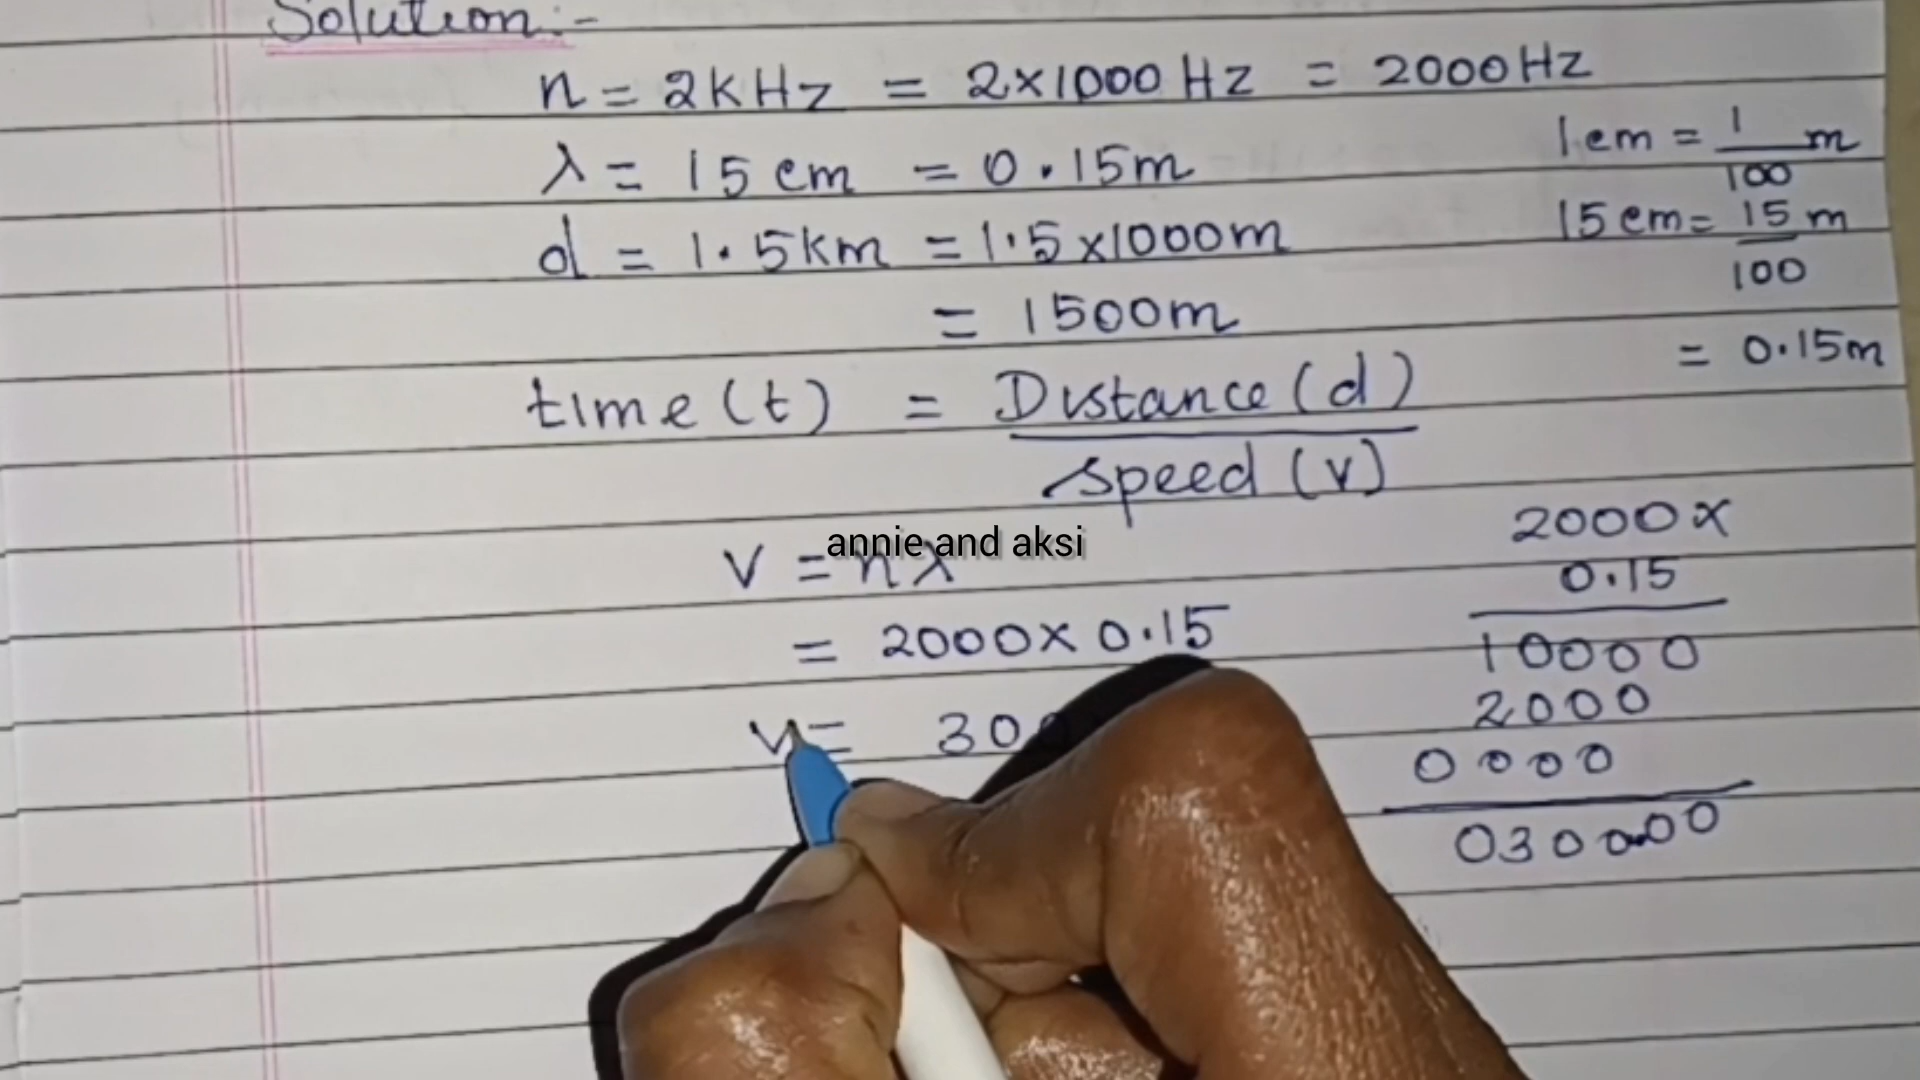 Solution:-
n = 2kHz = 2×1000 Hz = 2000Hz
λ = 15 cm = 0.15m
1cm = 1/100 m
d = 1.5km = 1.5×1000m
15cm = 15/100 m
= 1500m
= 0.15m
time (t) = Distance (d) / speed (v)
annie and aksi
v = nλ
= 2000 × 0.15
v = 30
2000 ×
0.15
10000
2000
0000
030000